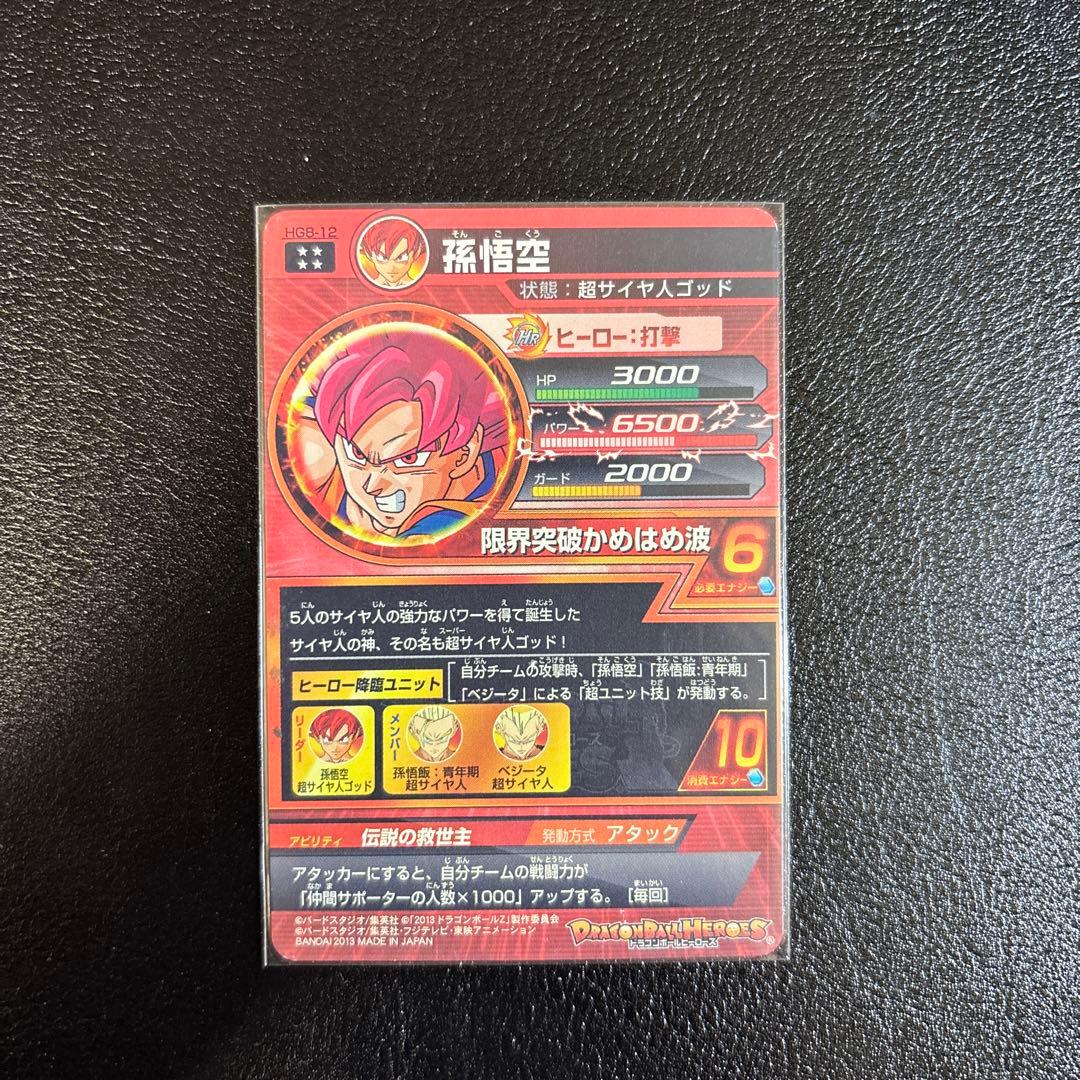 HG8-12
★★
★★
そんごくう
孫悟空
状態：超サイヤ人ゴッド
HR ヒーロー：打撃
HP 3000
パワー 6500
ガード 2000
限界突破かめはめ波
6
必要エナジー
5人のサイヤ人の強力なパワーを得て誕生した
サイヤ人の神、その名も超サイヤ人ゴッド！
ヒーロー降臨ユニット
自分チームの攻撃時、「孫悟空」「孫悟飯：青年期」
「ベジータ」による「超ユニット技」が発動する。
リーダー
孫悟空
超サイヤ人ゴッド
メンバー
孫悟飯：青年期
超サイヤ人
ベジータ
超サイヤ人
10
消費エナジー
アビリティ 伝説の救世主 発動方式 アタック
アタッカーにすると、自分チームの戦闘力が
「仲間サポーターの人数×1000」アップする。［毎回］
©バードスタジオ/集英社 ©「2013 ドラゴンボールZ」製作委員会
©バードスタジオ/集英社・フジテレビ・東映アニメーション
BANDAI 2013 MADE IN JAPAN
DRAGONBALL HEROES
ドラゴンボールヒーローズ